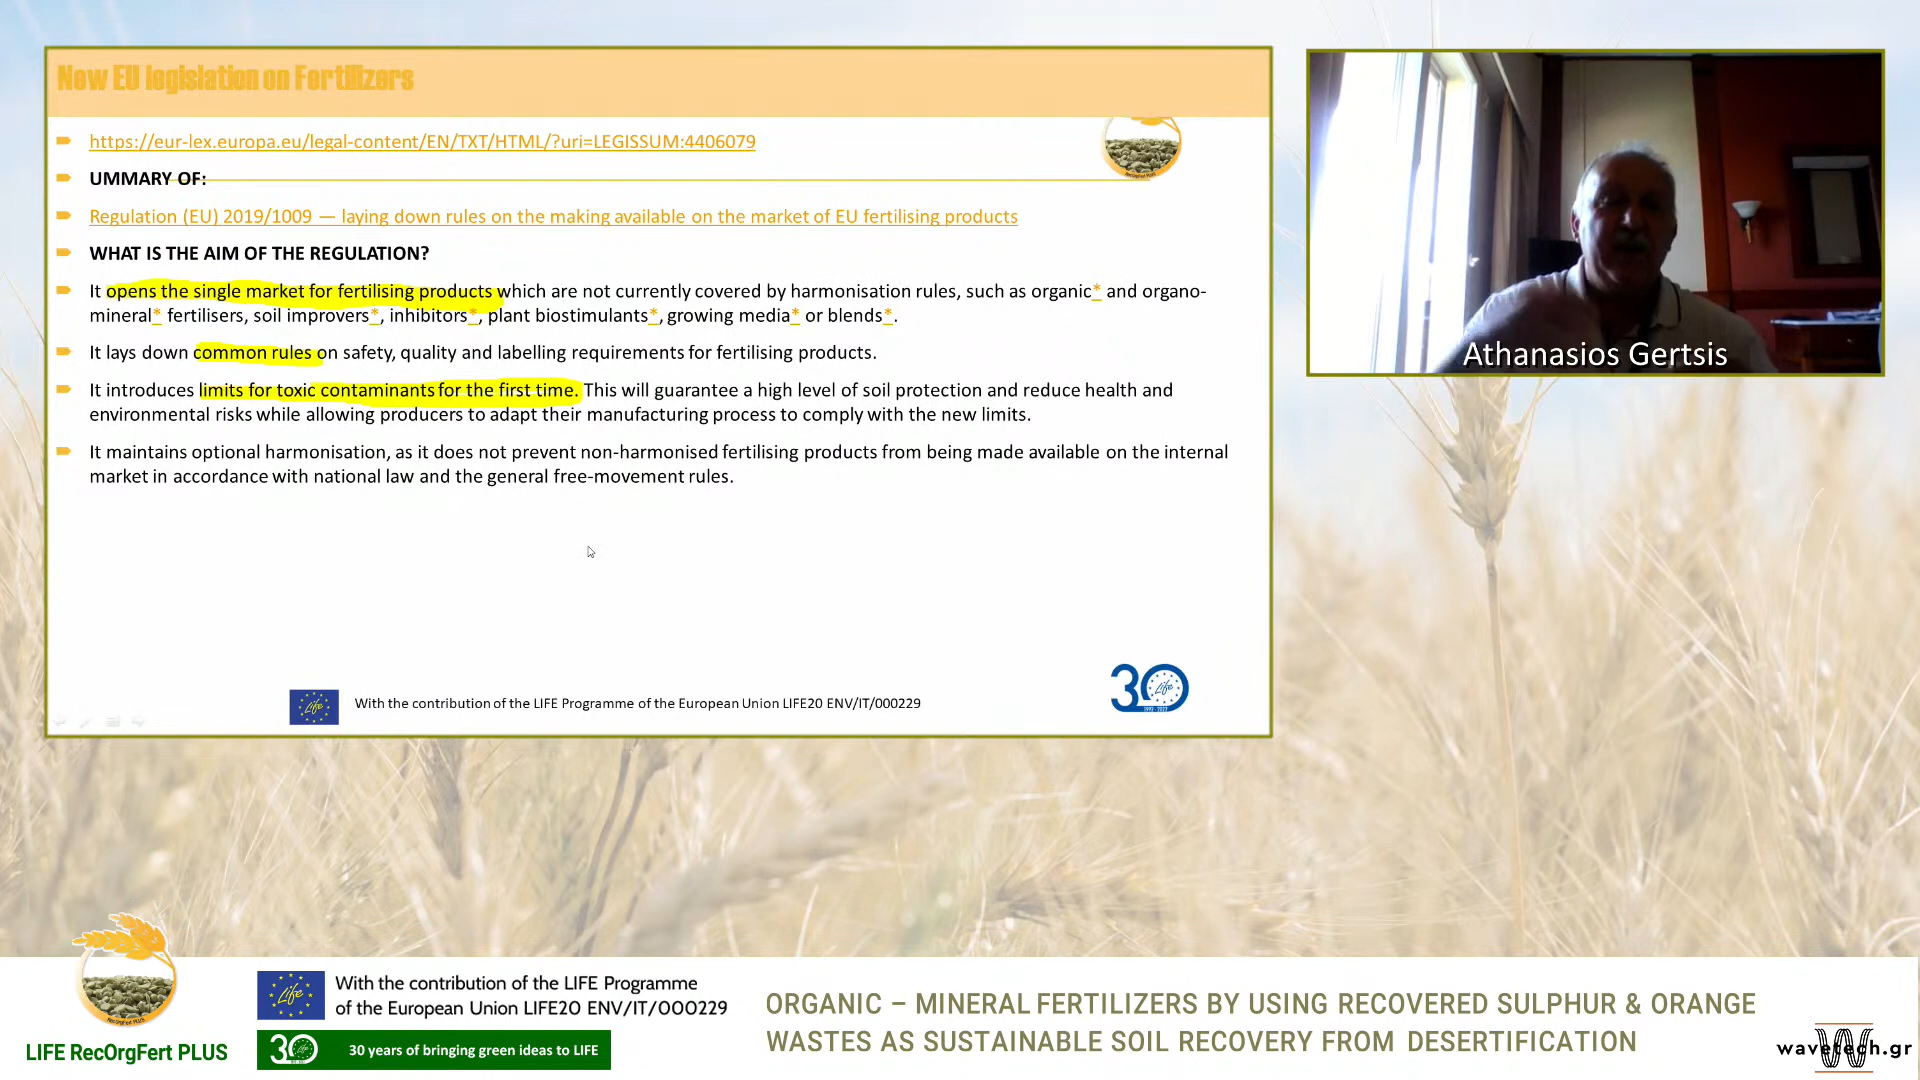 New EU legislation on Fertilizers
https://eur-lex.europa.eu/legal-content/EN/TXT/HTML/?uri=LEGISSUM:4406079
UMMARY OF:
Regulation (EU) 2019/1009 — laying down rules on the making available on the market of EU fertilising products
WHAT IS THE AIM OF THE REGULATION?
It opens the single market for fertilising products which are not currently covered by harmonisation rules, such as organic* and organo-
mineral* fertilisers, soil improvers*, inhibitors*, plant biostimulants*, growing media* or blends*.
It lays down common rules on safety, quality and labelling requirements for fertilising products.
It introduces limits for toxic contaminants for the first time. This will guarantee a high level of soil protection and reduce health and
environmental risks while allowing producers to adapt their manufacturing process to comply with the new limits.
It maintains optional harmonisation, as it does not prevent non-harmonised fertilising products from being made available on the internal
market in accordance with national law and the general free-movement rules.
Life
With the contribution of the LIFE Programme of the European Union LIFE20 ENV/IT/000229
30 Life
1992 - 2022
Athanasios Gertsis
RecOrgFert PLUS
LIFE RecOrgFert PLUS
Life
With the contribution of the LIFE Programme
of the European Union LIFE20 ENV/IT/000229
30
30 years of bringing green ideas to LIFE
ORGANIC – MINERAL FERTILIZERS BY USING RECOVERED SULPHUR & ORANGE
WASTES AS SUSTAINABLE SOIL RECOVERY FROM DESERTIFICATION
wavetech.gr